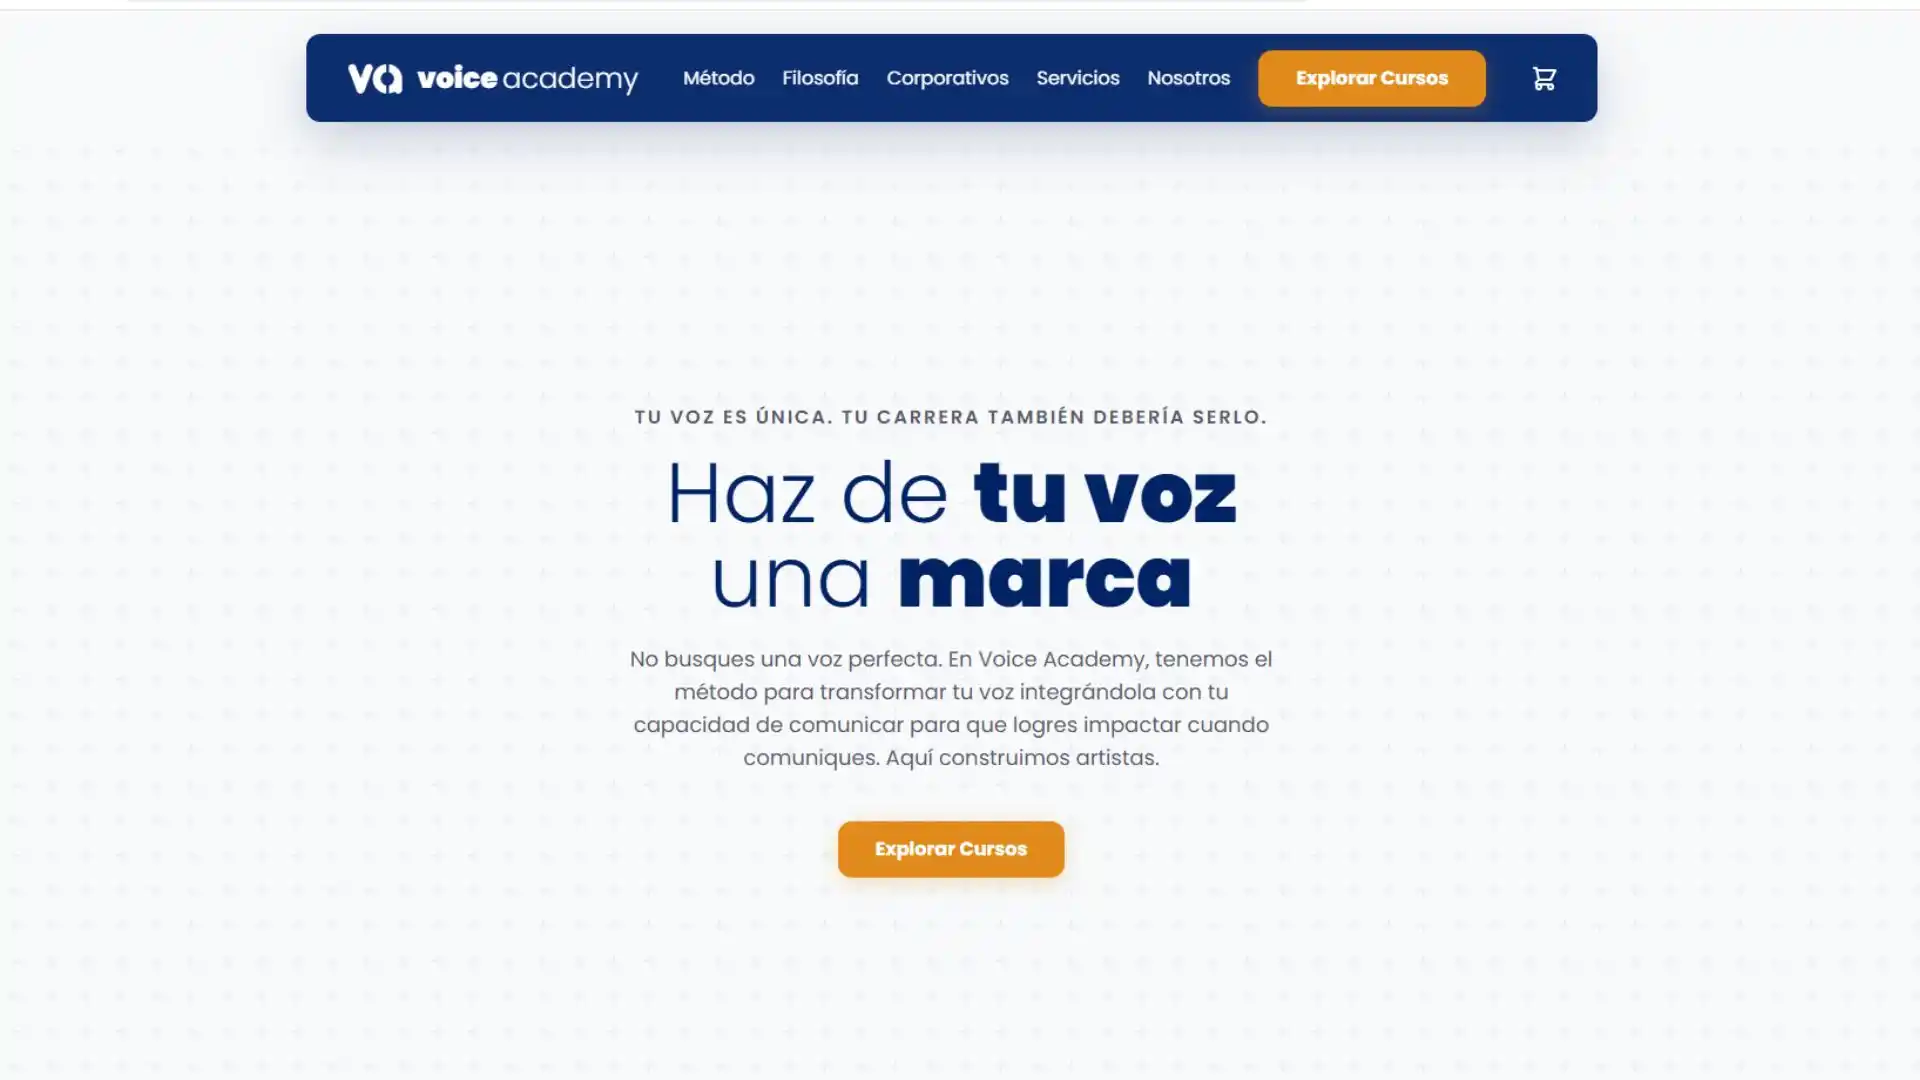 voice academy
Método
Filosofía
Corporativos
Servicios
Nosotros
Explorar Cursos
TU VOZ ES ÚNICA. TU CARRERA TAMBIÉN DEBERÍA SERLO.
Haz de tu voz
una marca
No busques una voz perfecta. En Voice Academy, tenemos el
método para transformar tu voz integrándola con tu
capacidad de comunicar para que logres impactar cuando
comuniques. Aquí construimos artistas.
Explorar Cursos